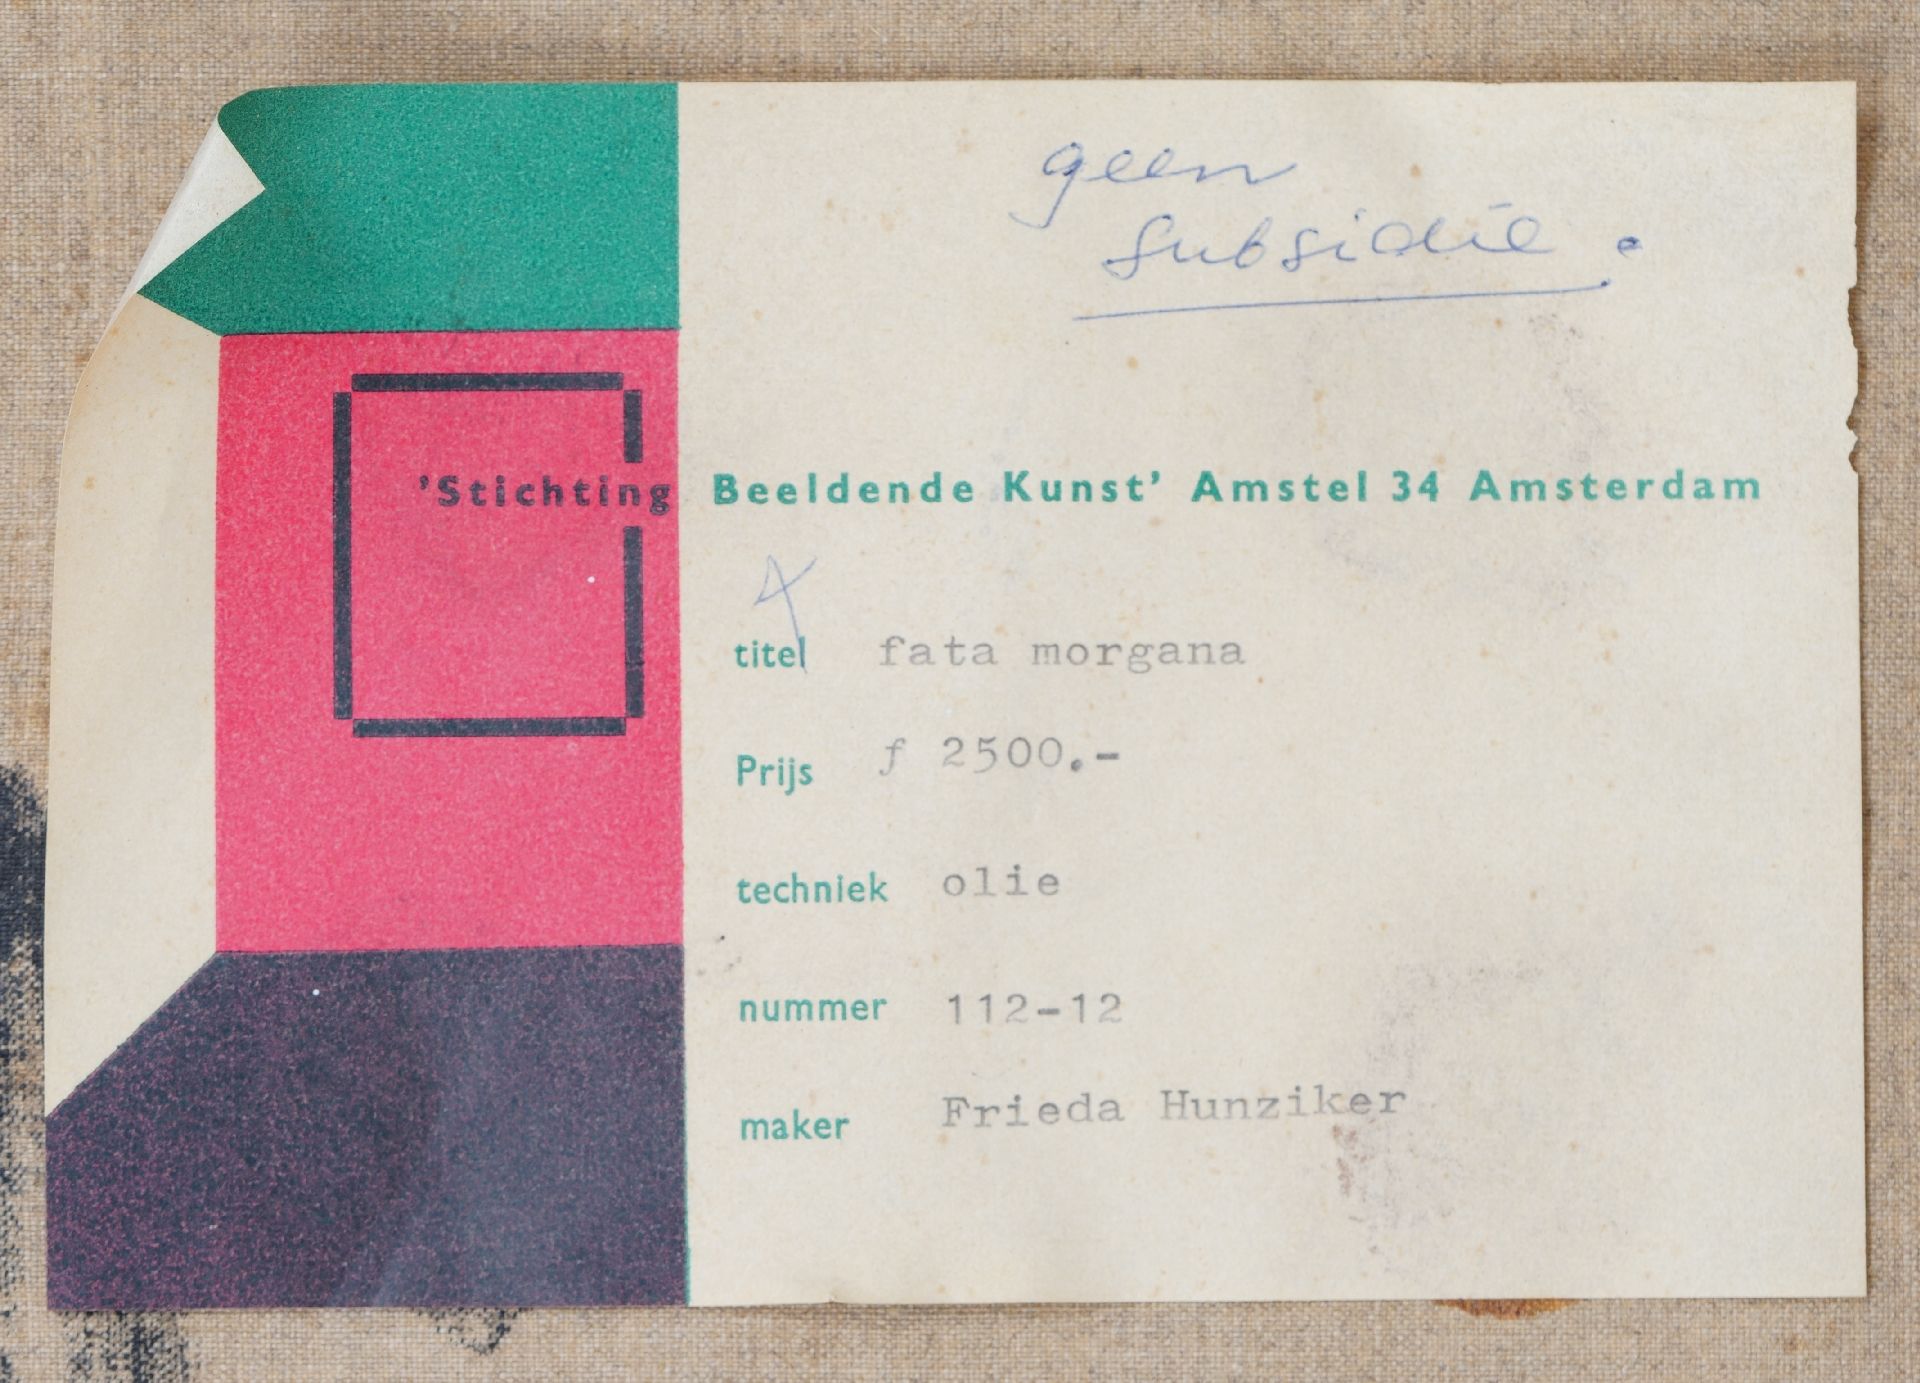 geen
subsidie.
'Stichting Beeldende Kunst' Amstel 34 Amsterdam
titel fata morgana
Prijs ƒ 2500.-
techniek olie
nummer 112-12
maker Frieda Hunziker